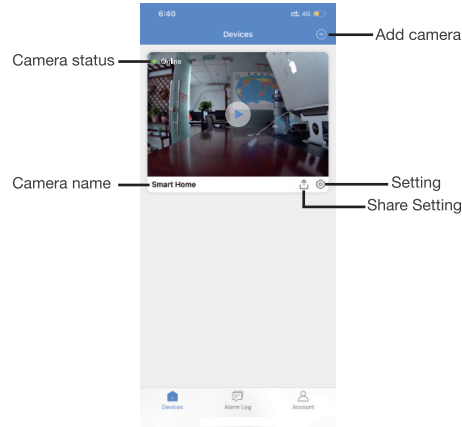 6:40
4G
Devices
Add camera
Camera status
Online
Camera name
Smart Home
Setting
Share Setting
Devices
Alarm Log
Account